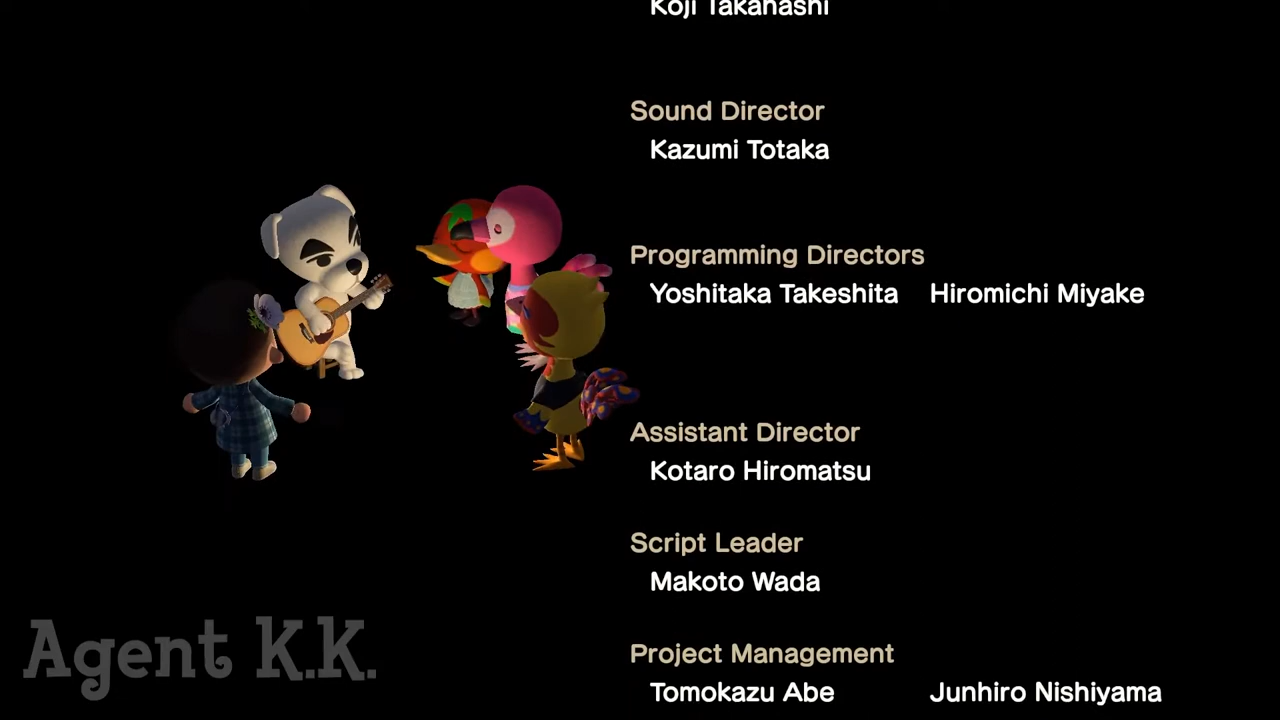 Koji Takahashi
Sound Director
Kazumi Totaka
Programming Directors
Yoshitaka Takeshita Hiromichi Miyake
Assistant Director
Kotaro Hiromatsu
Script Leader
Makoto Wada
Project Management
Tomokazu Abe Junhiro Nishiyama
Agent K.K.